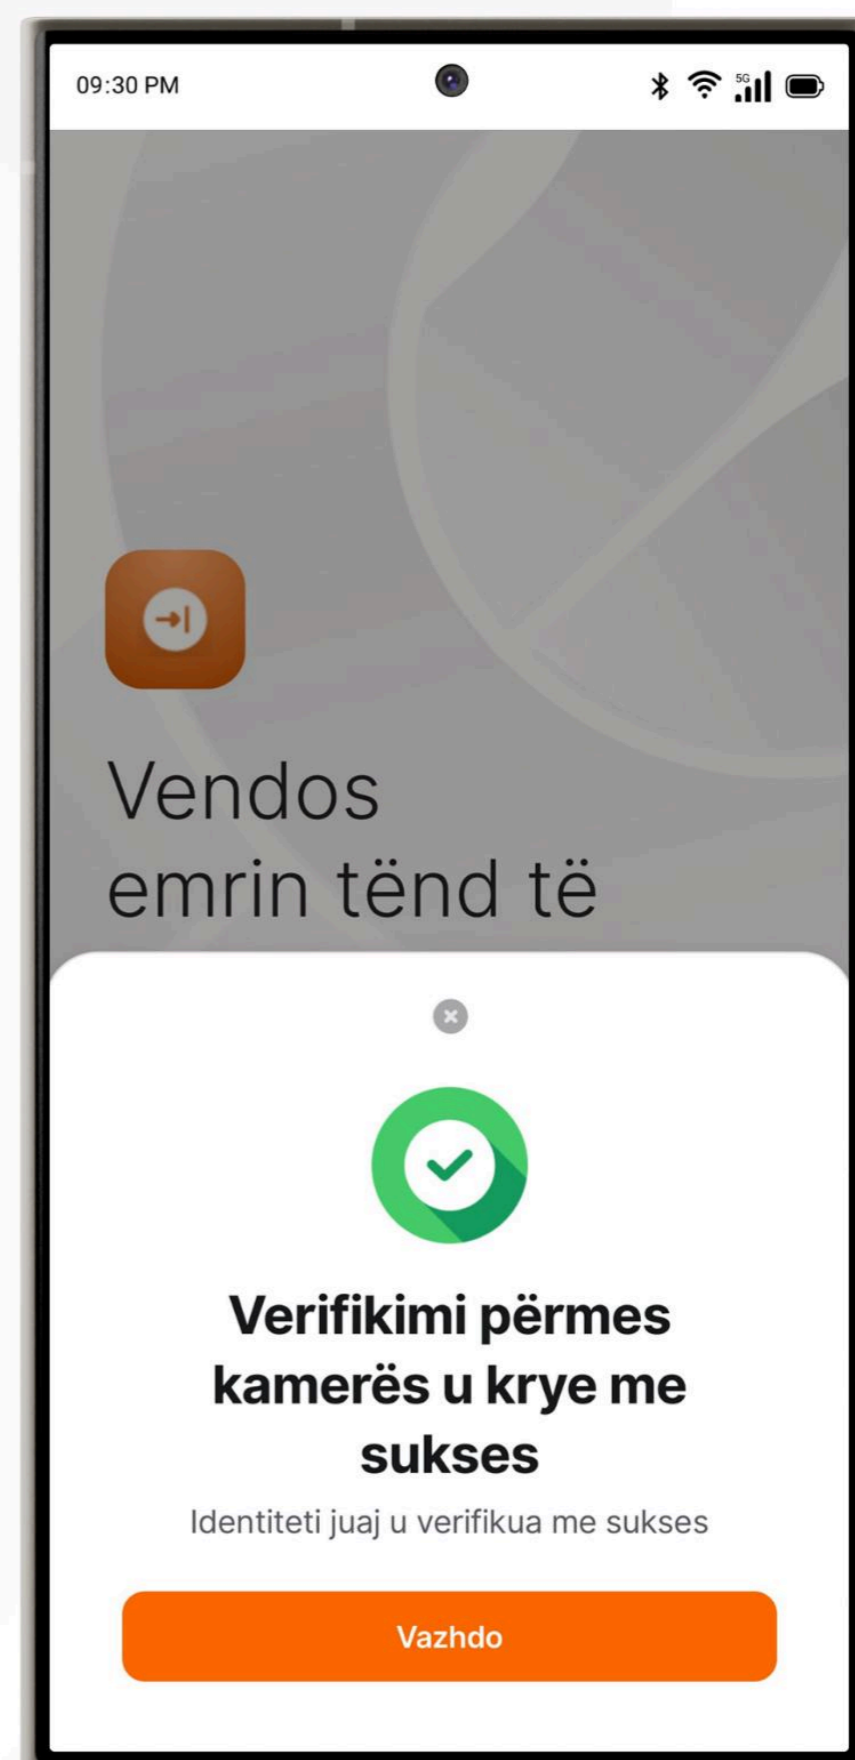 09:30 PM
5G
Vendos
emrin tënd të
Verifikimi përmes
kamerës u krye me
sukses
Identiteti juaj u verifikua me sukses
Vazhdo